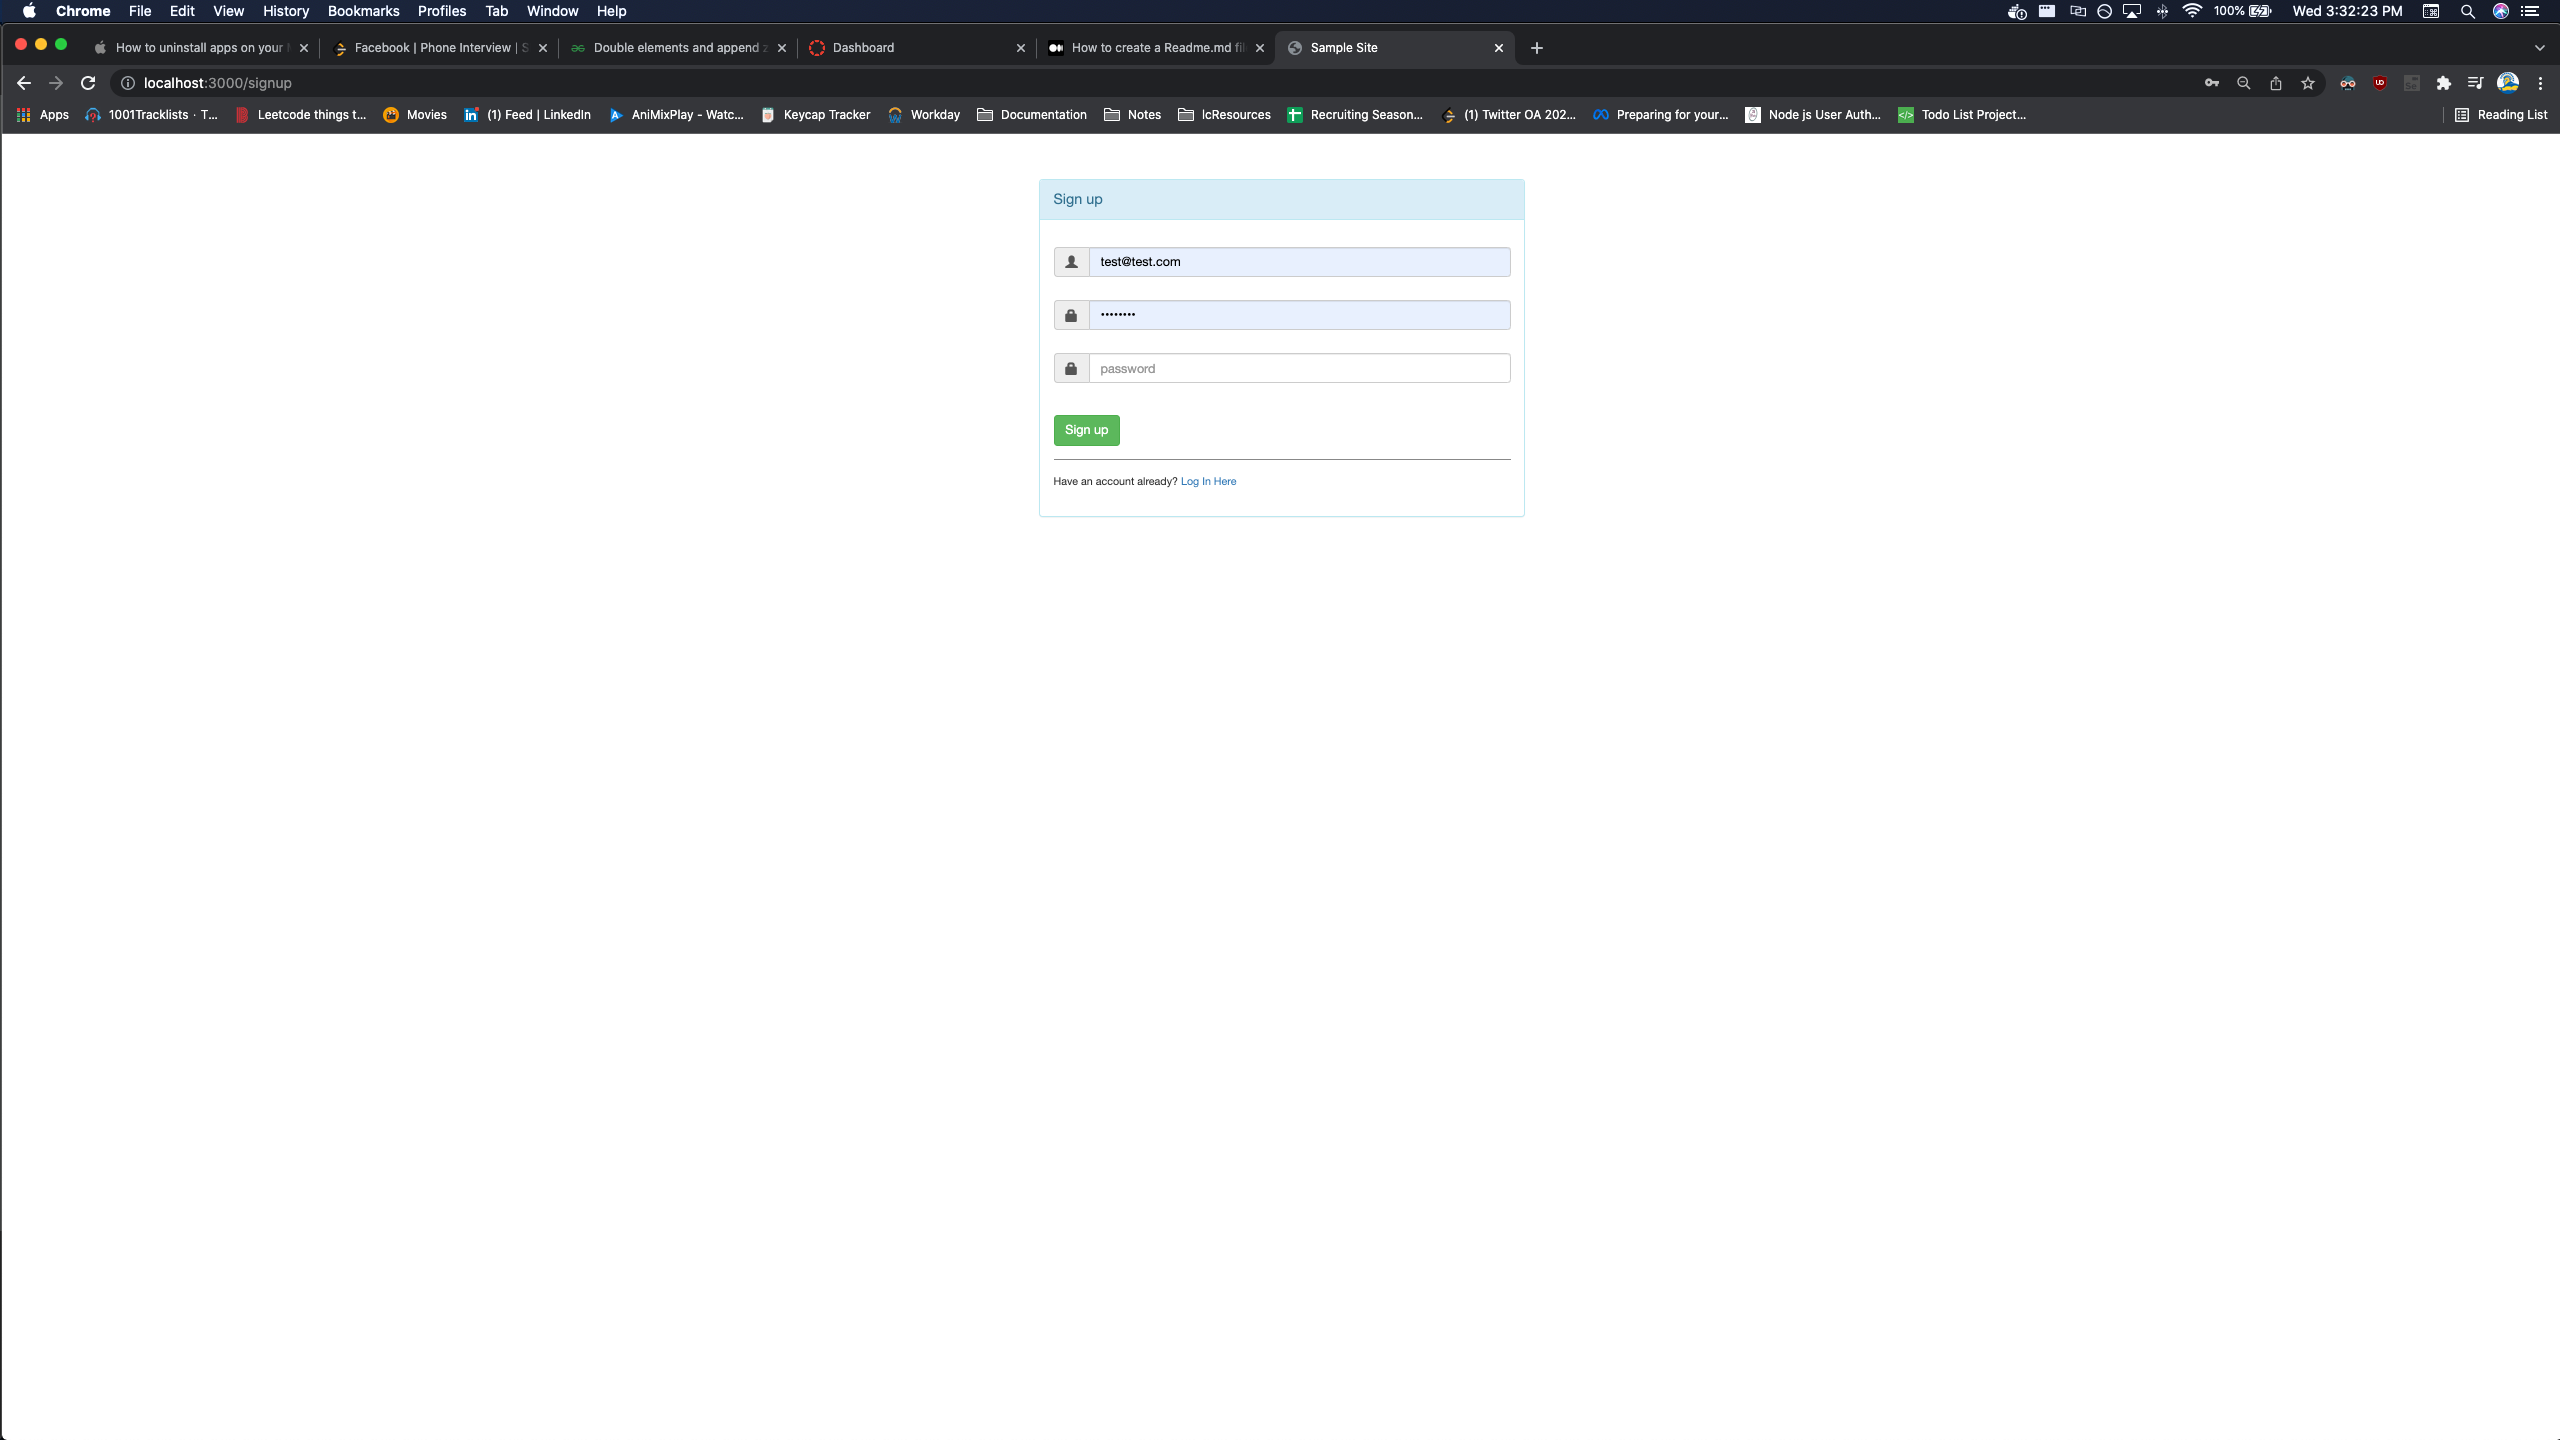 Chrome File Edit View History Bookmarks Profiles Tab Window Help 100% Wed 3:32:23 PM
How to uninstall apps on your Facebook | Phone Interview | S Double elements and append z Dashboard How to create a Readme.md fil Sample Site
localhost:3000/signup
Apps 1001Tracklists · T... Leetcode things t... Movies (1) Feed | LinkedIn AniMixPlay - Watc... Keycap Tracker Workday Documentation Notes lcResources Recruiting Season... (1) Twitter OA 202... Preparing for your... Node js User Auth... Todo List Project... Reading List
Sign up
test@test.com
••••••••
password
Sign up
Have an account already? Log In Here